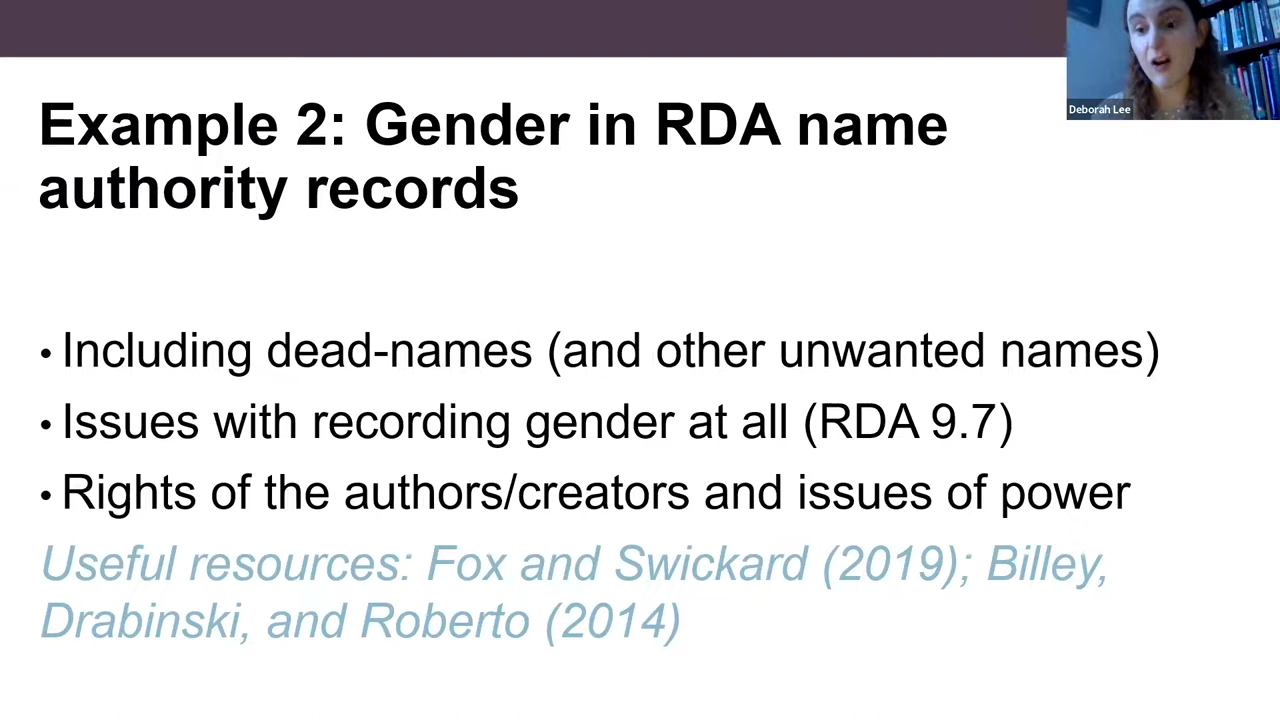 Deborah Lee
Example 2: Gender in RDA name
authority records
• Including dead-names (and other unwanted names)
• Issues with recording gender at all (RDA 9.7)
• Rights of the authors/creators and issues of power
Useful resources: Fox and Swickard (2019); Billey,
Drabinski, and Roberto (2014)